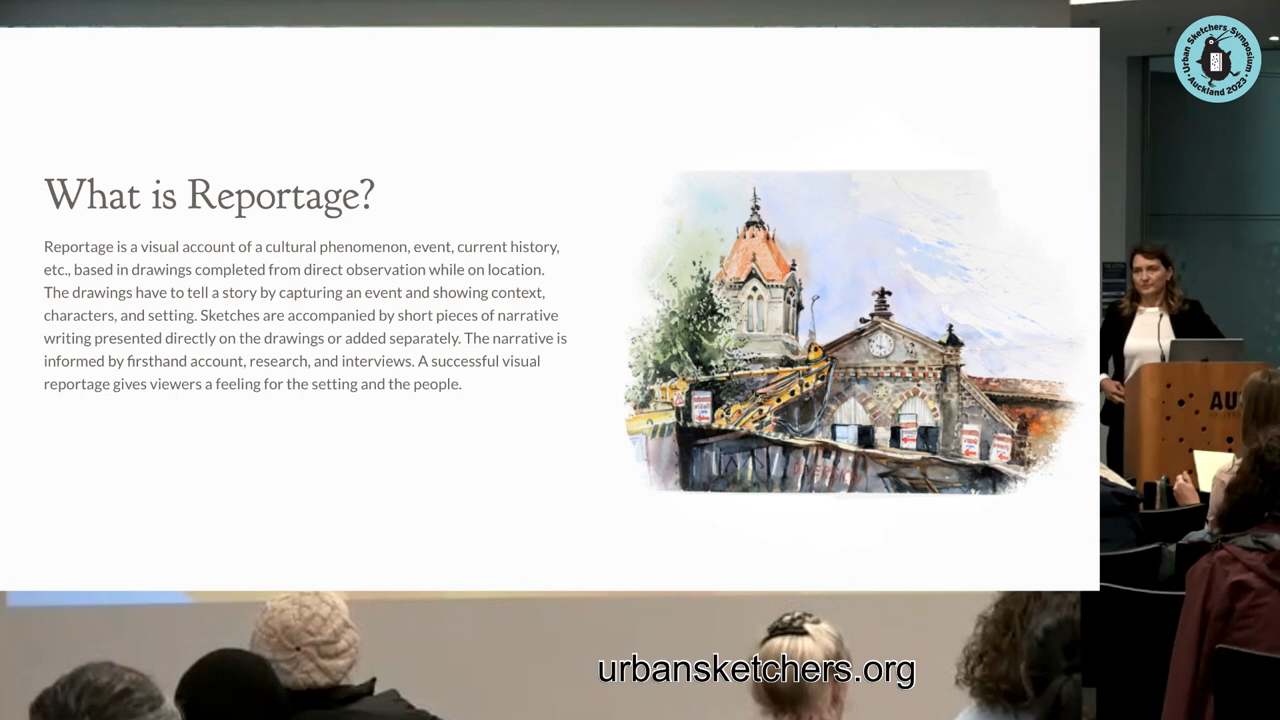 Urban Sketchers Symposium
Auckland 2023
What is Reportage?
Reportage is a visual account of a cultural phenomenon, event, current history,
etc., based in drawings completed from direct observation while on location.
The drawings have to tell a story by capturing an event and showing context,
characters, and setting. Sketches are accompanied by short pieces of narrative
writing presented directly on the drawings or added separately. The narrative is
informed by firsthand account, research, and interviews. A successful visual
reportage gives viewers a feeling for the setting and the people.
AU
urbansketchers.org